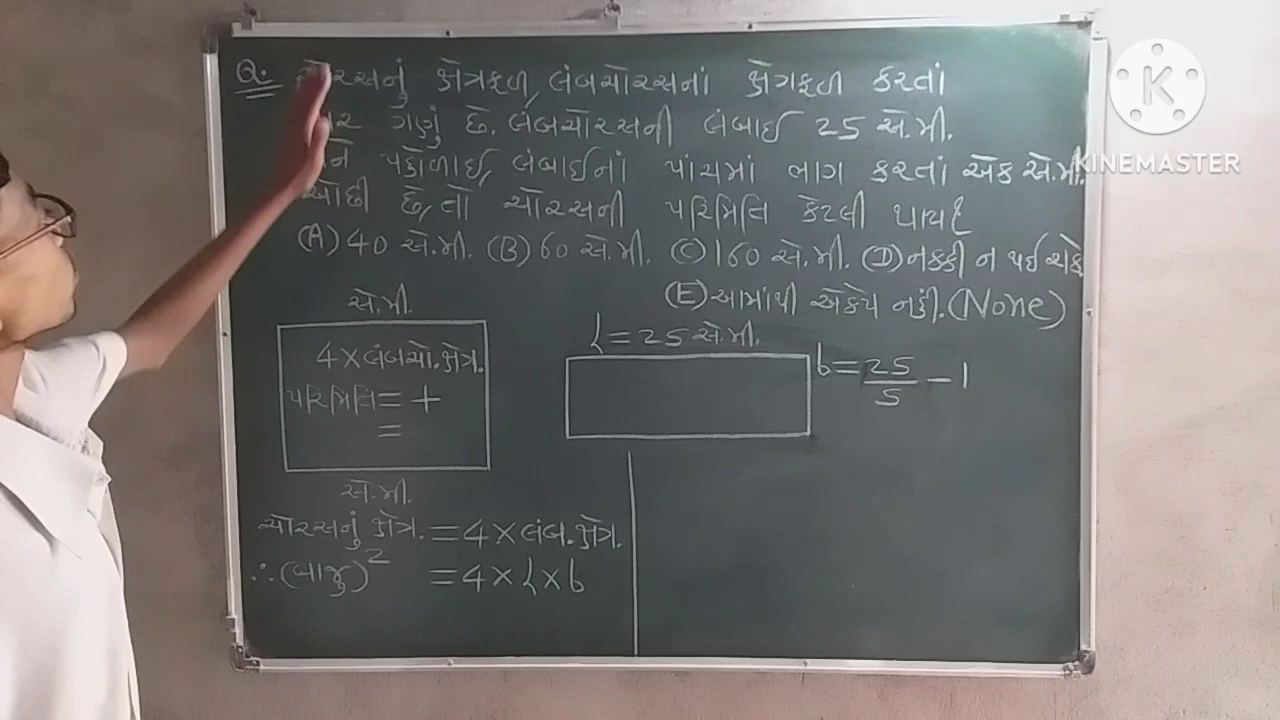 Q. ચોરસનું ક્ષેત્રફળ, લંબચોરસનાં ક્ષેત્રફળ કરતાં
ગણું છે. લંબચોરસની લંબાઈ 25 સે.મી.
પહોળાઈ, લંબાઈનાં પાંચમાં ભાગ કરતાં એક સે.મી.
ઓછી છે, તો ચોરસની પરિમિતિ કેટલી થાય?
(A) 40 સે.મી. (B) 60 સે.મી. (C) 160 સે.મી. (D) નક્કી ન થઈ શકે
(E) આમાંથી એકેય નહીં. (None)
સે.મી.
4 × લંબચો. ક્ષેત્ર.
પરિમિતિ = +
=
સે.મી.
l = 25 સે.મી.
b = 25/5 - 1
ચોરસનું ક્ષેત્ર. = 4 × લંબ. ક્ષેત્ર.
∴ (બાજુ)² = 4 × l × b
K
KINEMASTER